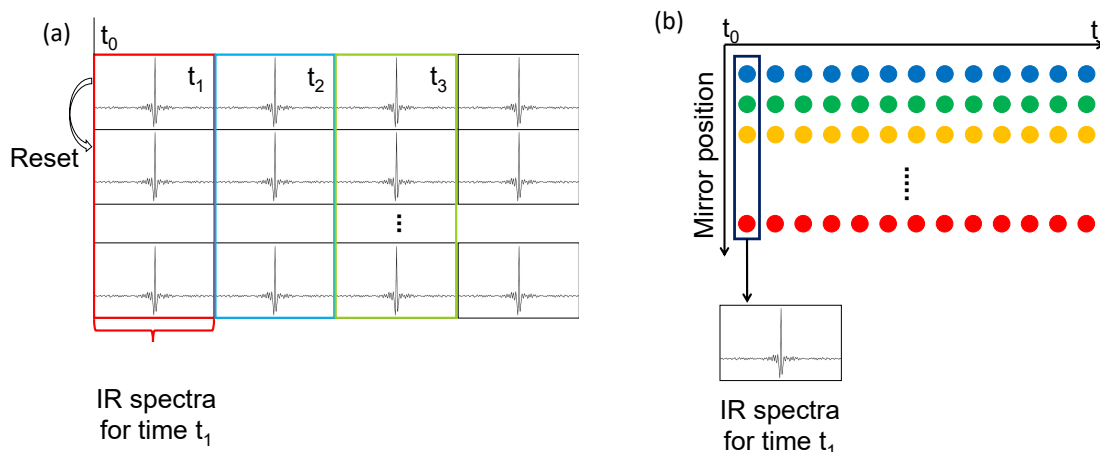 (a)
t0
t1
t2
t3
Reset
IR spectra
for time t1
(b)
t0
t
Mirror position
IR spectra
for time t1